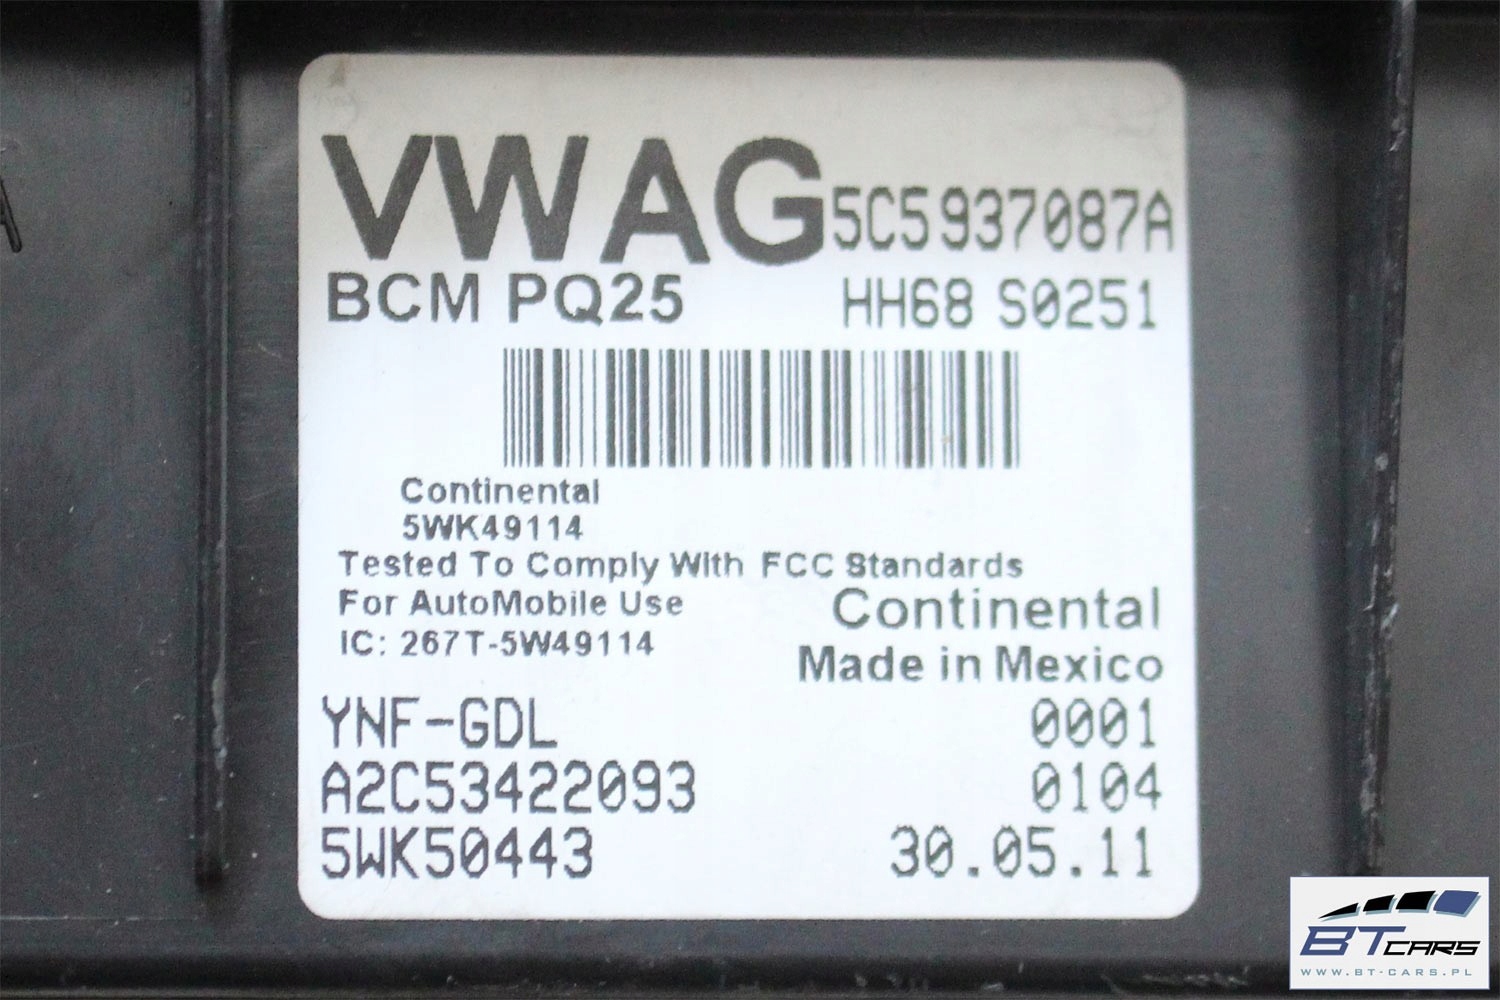 VWAG 5C5937087A
BCM PQ25 HH68 S0251
Continental
5WK49114
Tested To Comply With FCC Standards
For AutoMobile Use
IC: 267T-5W49114
Continental
Made in Mexico
YNF-GDL 0001
A2C53422093 0104
5WK50443 30.05.11
BT CARS
WWW.BT-CARS.PL